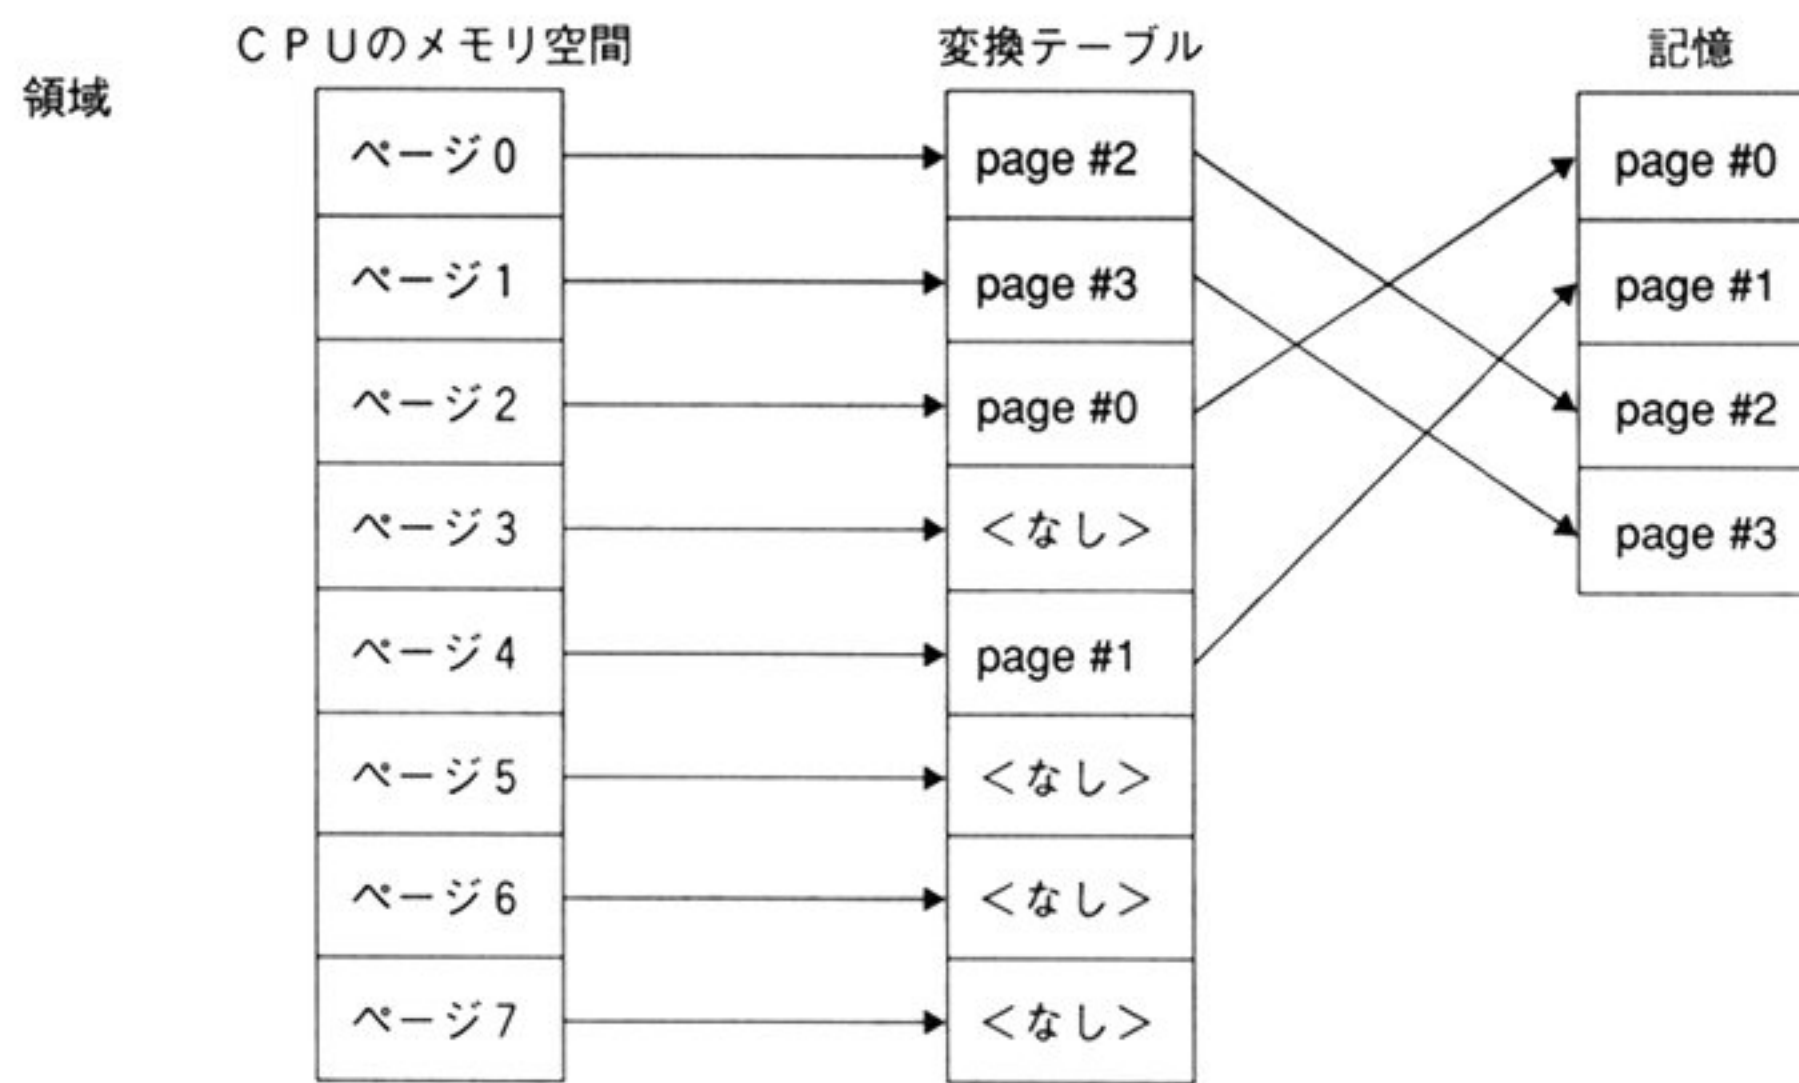 CPUのメモリ空間 変換テーブル 記憶
領域
ページ0 page #2 page #0
ページ1 page #3 page #1
ページ2 page #0 page #2
ページ3 <なし> page #3
ページ4 page #1
ページ5 <なし>
ページ6 <なし>
ページ7 <なし>